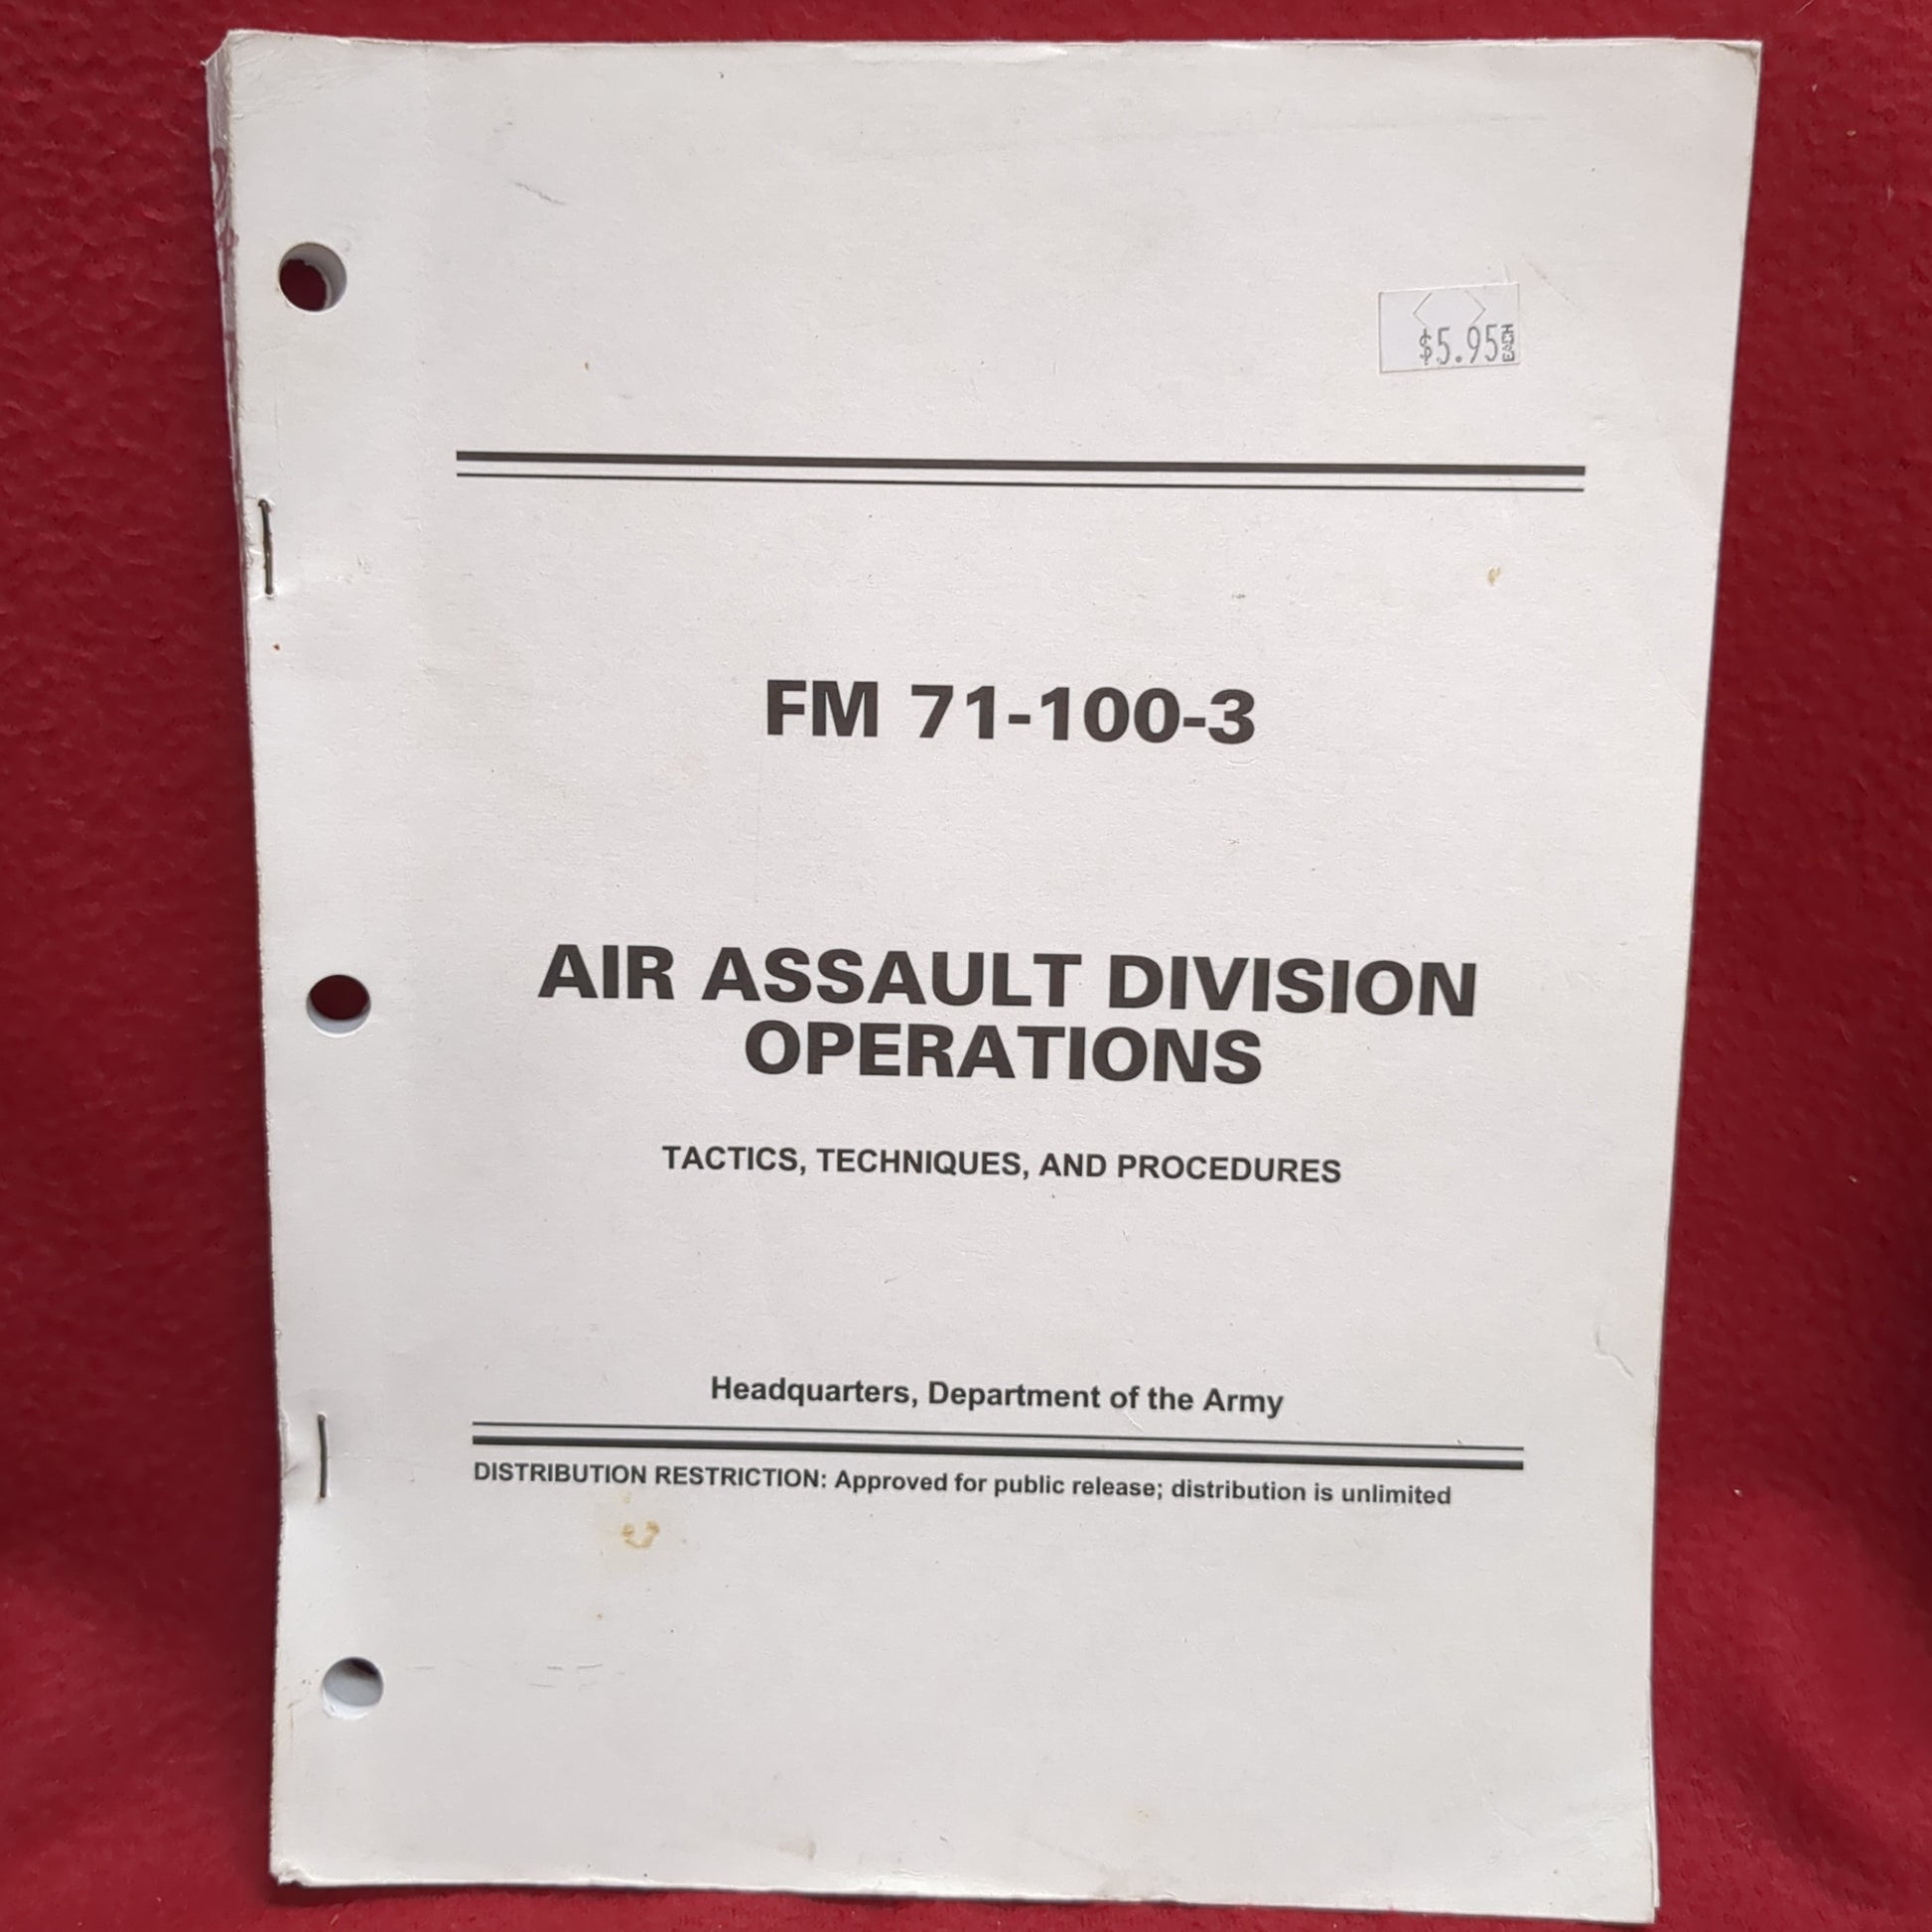 $5.95 EACH
FM 71-100-3
AIR ASSAULT DIVISION
OPERATIONS
TACTICS, TECHNIQUES, AND PROCEDURES
Headquarters, Department of the Army
DISTRIBUTION RESTRICTION: Approved for public release; distribution is unlimited